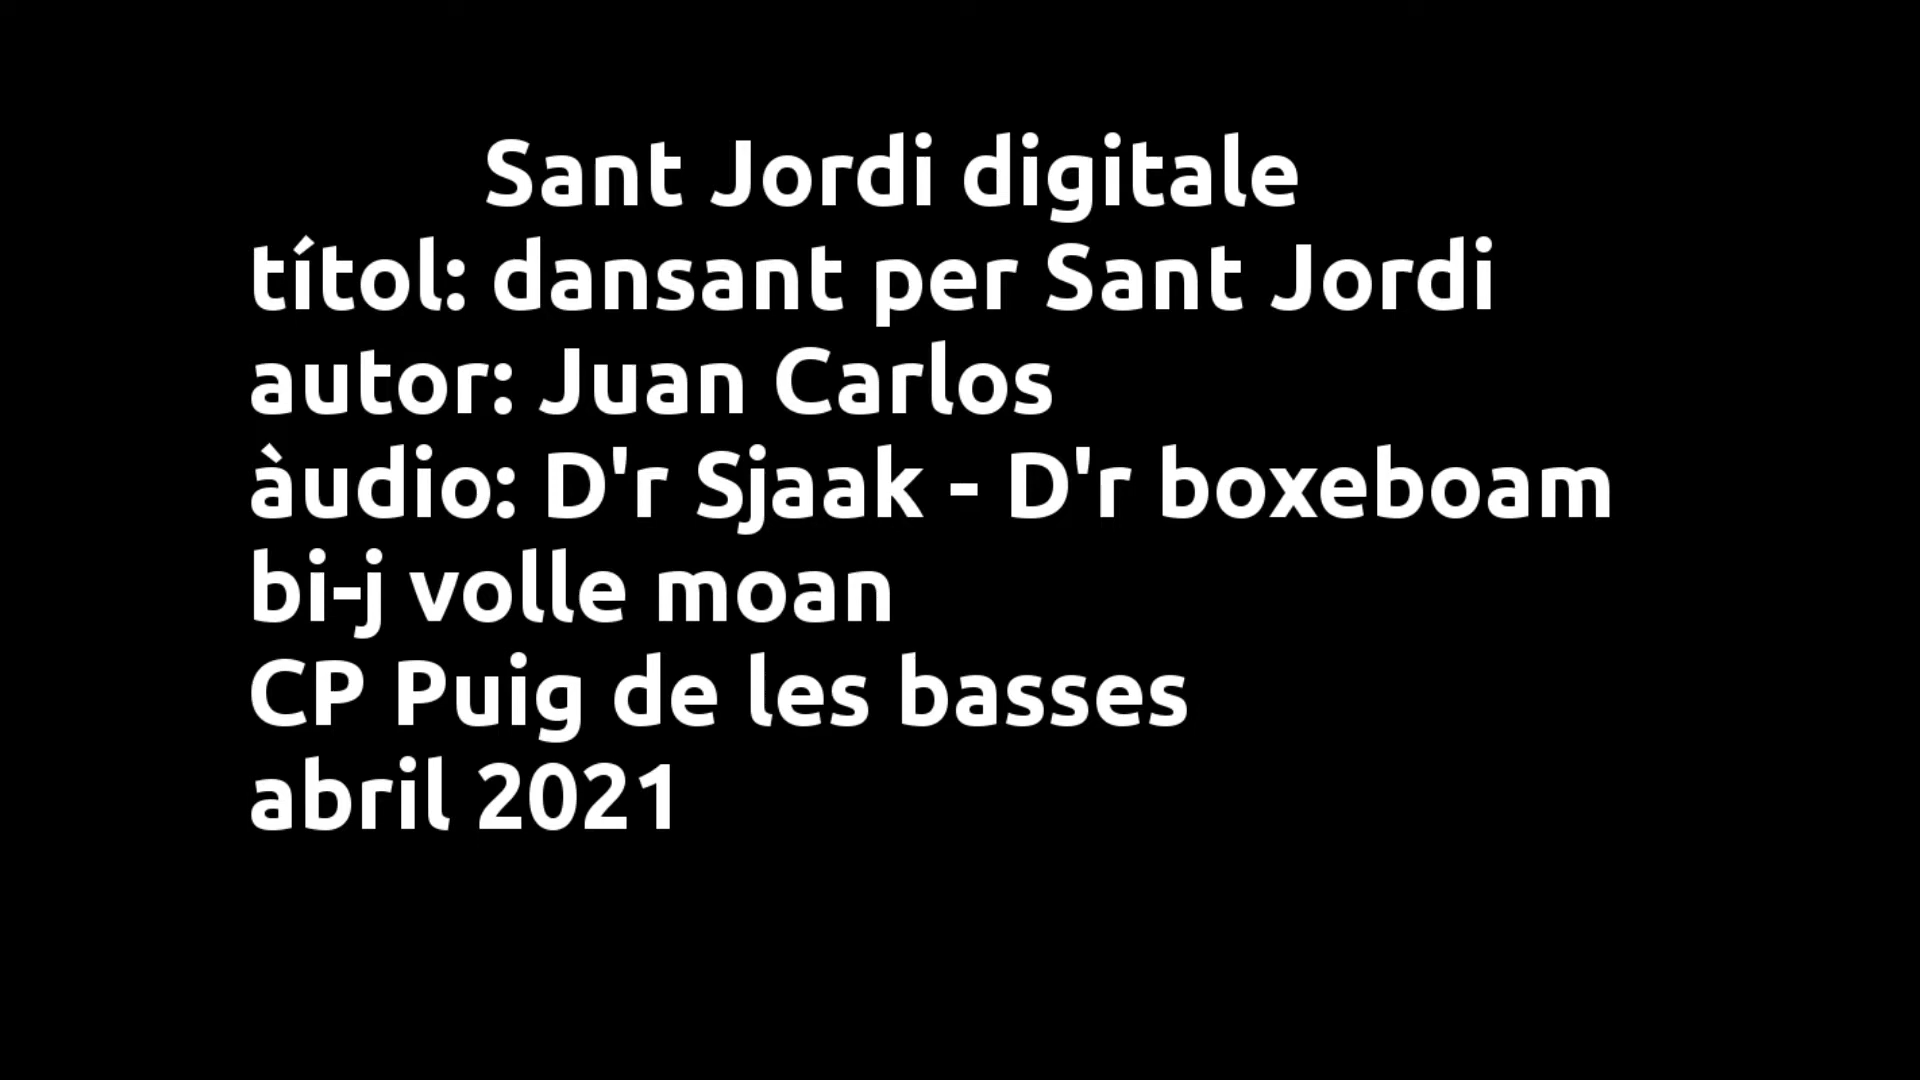 Sant Jordi digitale
títol: dansant per Sant Jordi
autor: Juan Carlos
àudio: D'r Sjaak - D'r boxeboam
bi-j volle moan
CP Puig de les basses
abril 2021